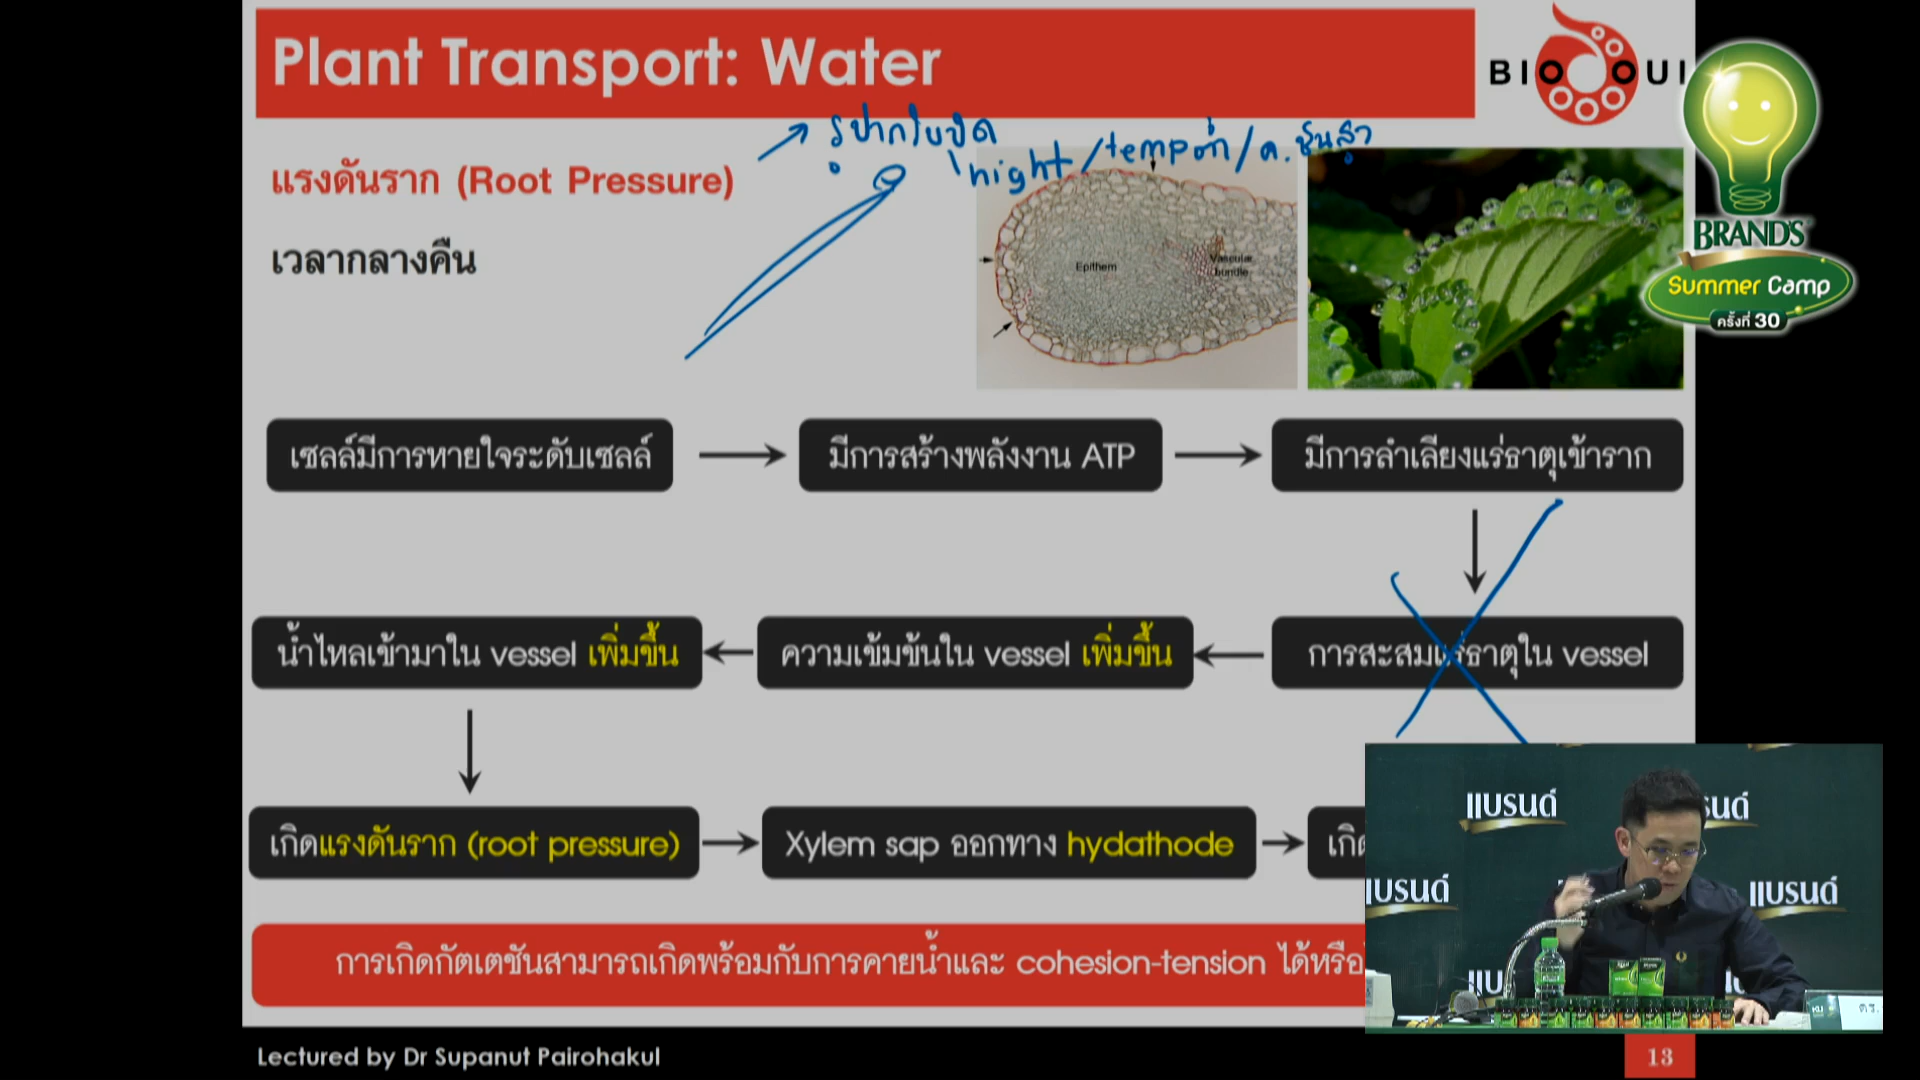 Plant Transport: Water
BIO OUI
รูปากใบปิด
night/tempต่ำ/ค.ชื้นสูง
แรงดันราก (Root Pressure)
เวลากลางคืน
Epithem
Vascular
bundle
BRAND'S
Summer Camp
ครั้งที่ 30
เซลล์มีการหายใจระดับเซลล์
มีการสร้างพลังงาน ATP
มีการลำเลียงแร่ธาตุเข้าราก
น้ำไหลเข้ามาใน vessel เพิ่มขึ้น
ความเข้มข้นใน vessel เพิ่มขึ้น
การสะสมแร่ธาตุใน vessel
เกิดแรงดันราก (root pressure)
Xylem sap ออกทาง hydathode
เกิด
การเกิดกัตเตชันสามารถเกิดพร้อมกับการคายน้ำและ cohesion-tension ได้หรือ
แบรนด์
แบรนด์
แบรนด์
ดร.
Lectured by Dr Supanut Pairohakul
13